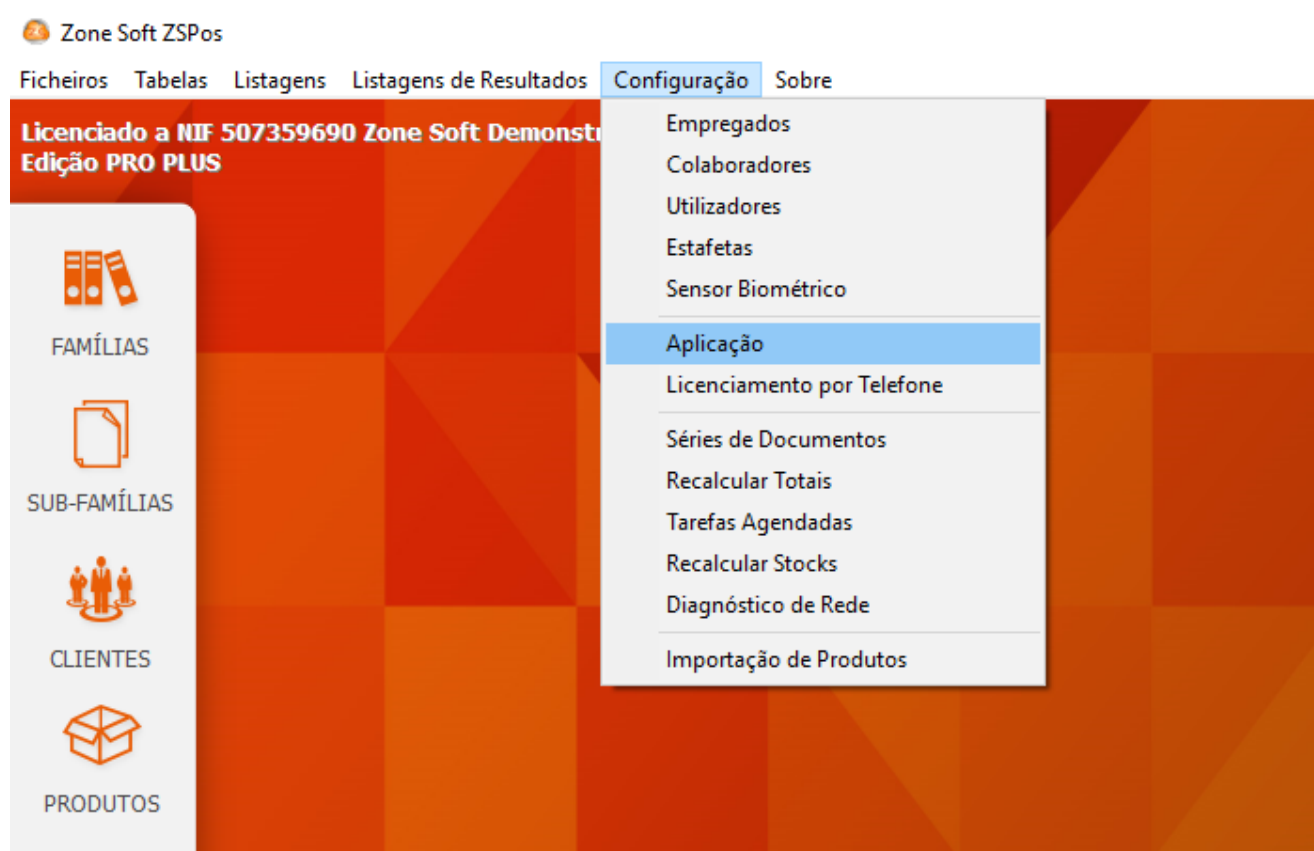 Zone Soft ZSPos
Ficheiros Tabelas Listagens Listagens de Resultados Configuração Sobre
Licenciado a NIF 507359690 Zone Soft
Edição PRO PLUS
Empregados
Colaboradores
Utilizadores
Estafetas
Sensor Biométrico
Aplicação
Licenciamento por Telefone
Séries de Documentos
Recalcular Totais
Tarefas Agendadas
Recalcular Stocks
Diagnóstico de Rede
Importação de Produtos
FAMÍLIAS
SUB-FAMÍLIAS
CLIENTES
PRODUTOS